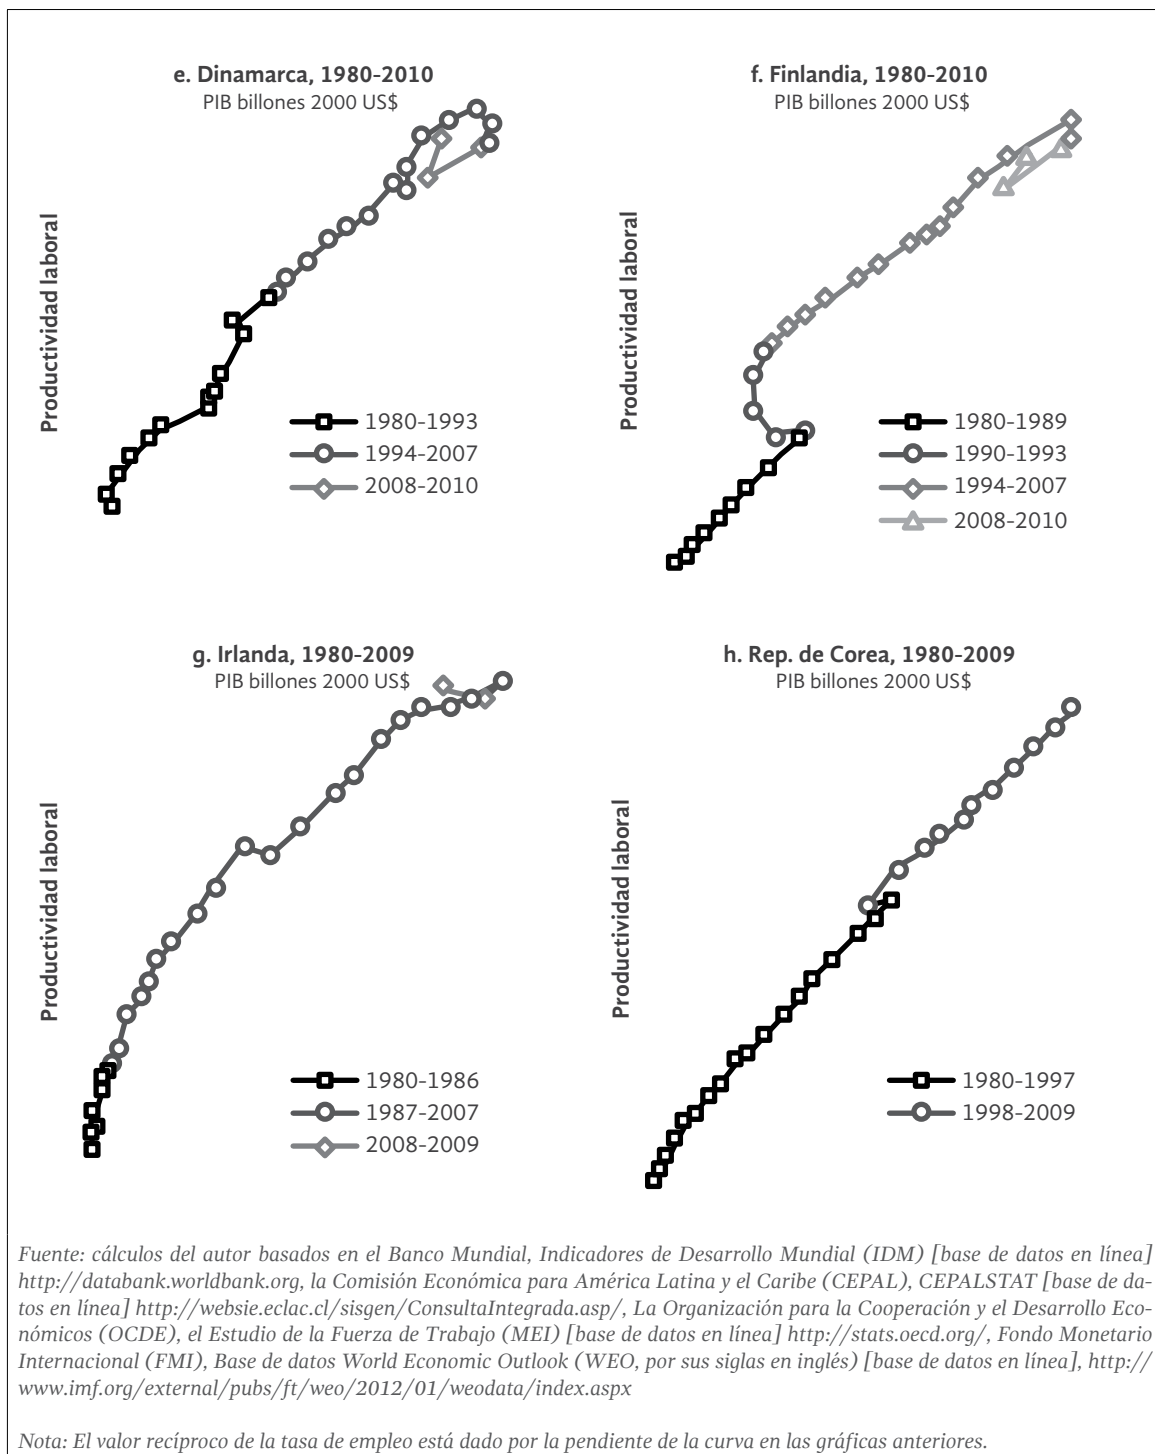 e. Dinamarca, 1980-2010
PIB billones 2000 US$
Productividad laboral
1980-1993
1994-2007
2008-2010
f. Finlandia, 1980-2010
PIB billones 2000 US$
Productividad laboral
1980-1989
1990-1993
1994-2007
2008-2010
g. Irlanda, 1980-2009
PIB billones 2000 US$
Productividad laboral
1980-1986
1987-2007
2008-2009
h. Rep. de Corea, 1980-2009
PIB billones 2000 US$
Productividad laboral
1980-1997
1998-2009
Fuente: cálculos del autor basados en el Banco Mundial, Indicadores de Desarrollo Mundial (IDM) [base de datos en línea]
http://databank.worldbank.org, la Comisión Económica para América Latina y el Caribe (CEPAL), CEPALSTAT [base de da-
tos en línea] http://websie.eclac.cl/sisgen/ConsultaIntegrada.asp/, La Organización para la Cooperación y el Desarrollo Eco-
nómicos (OCDE), el Estudio de la Fuerza de Trabajo (MEI) [base de datos en línea] http://stats.oecd.org/, Fondo Monetario
Internacional (FMI), Base de datos World Economic Outlook (WEO, por sus siglas en inglés) [base de datos en línea], http://
www.imf.org/external/pubs/ft/weo/2012/01/weodata/index.aspx
Nota: El valor recíproco de la tasa de empleo está dado por la pendiente de la curva en las gráficas anteriores.